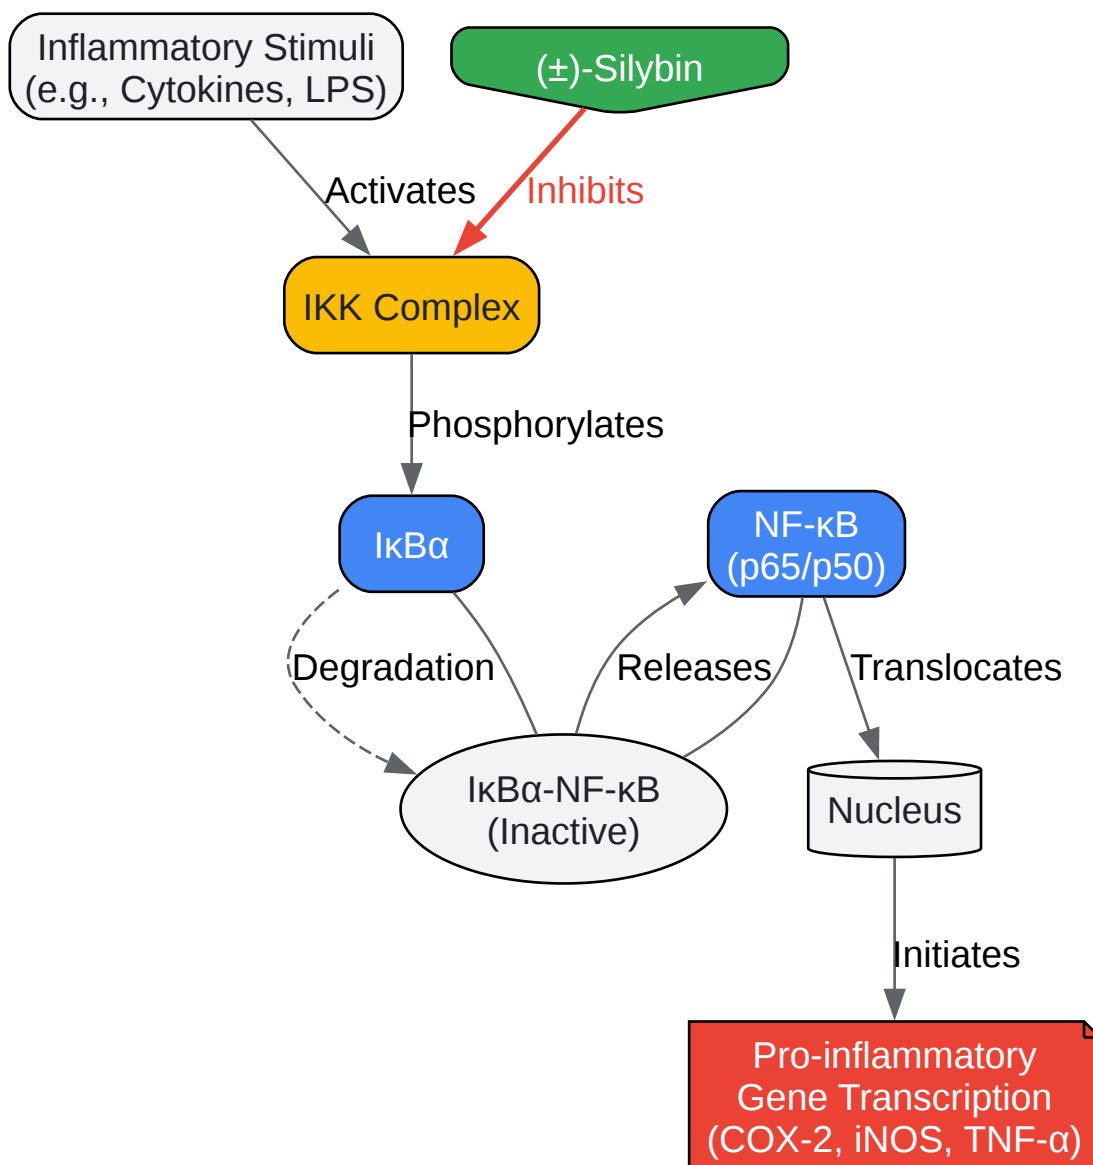 Inflammatory Stimuli
(e.g., Cytokines, LPS)
(±)-Silybin
Activates
Inhibits
IKK Complex
Phosphorylates
IκBα
NF-κB
(p65/p50)
Degradation
Releases
Translocates
IκBα-NF-κB
(Inactive)
Nucleus
Initiates
Pro-inflammatory
Gene Transcription
(COX-2, iNOS, TNF-α)